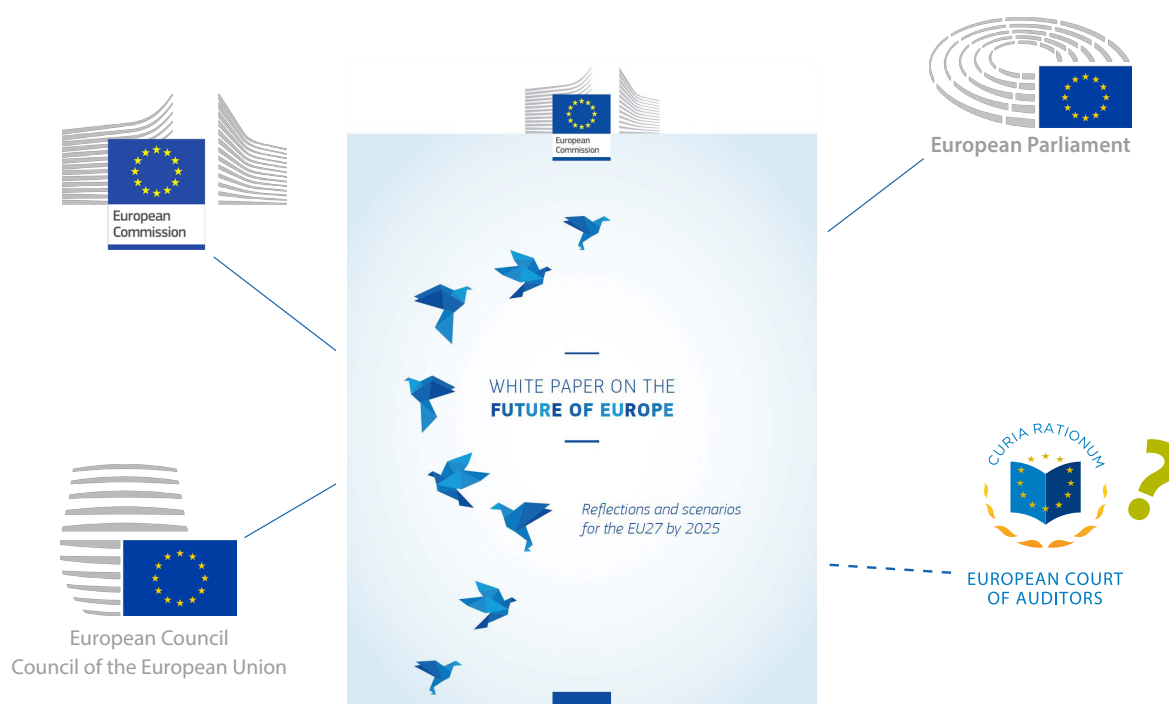 European
Commission
European
Commission
European Parliament
WHITE PAPER ON THE
FUTURE OF EUROPE
Reflections and scenarios
for the EU27 by 2025
CURIA RATIONUM
?
EUROPEAN COURT
OF AUDITORS
European Council
Council of the European Union